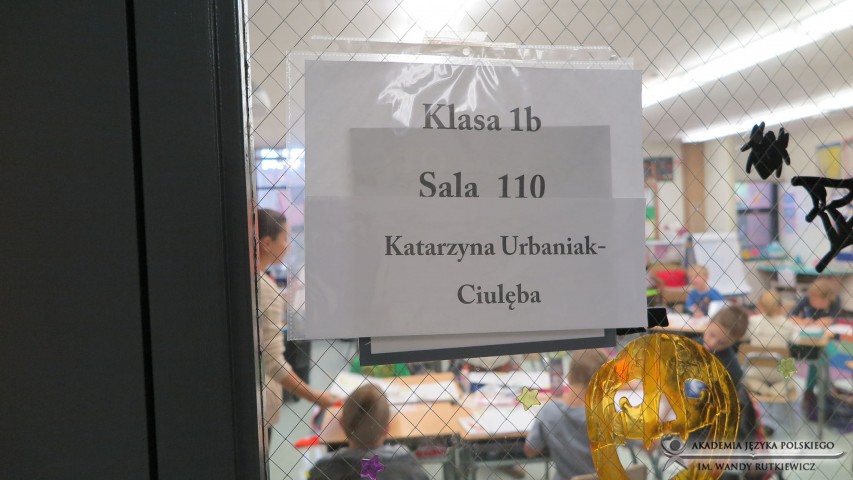 Klasa 1b
Sala 110
Katarzyna Urbaniak-
Ciulęba
AKADEMIA JĘZYKA POLSKIEGO
IM. WANDY RUTKIEWICZ